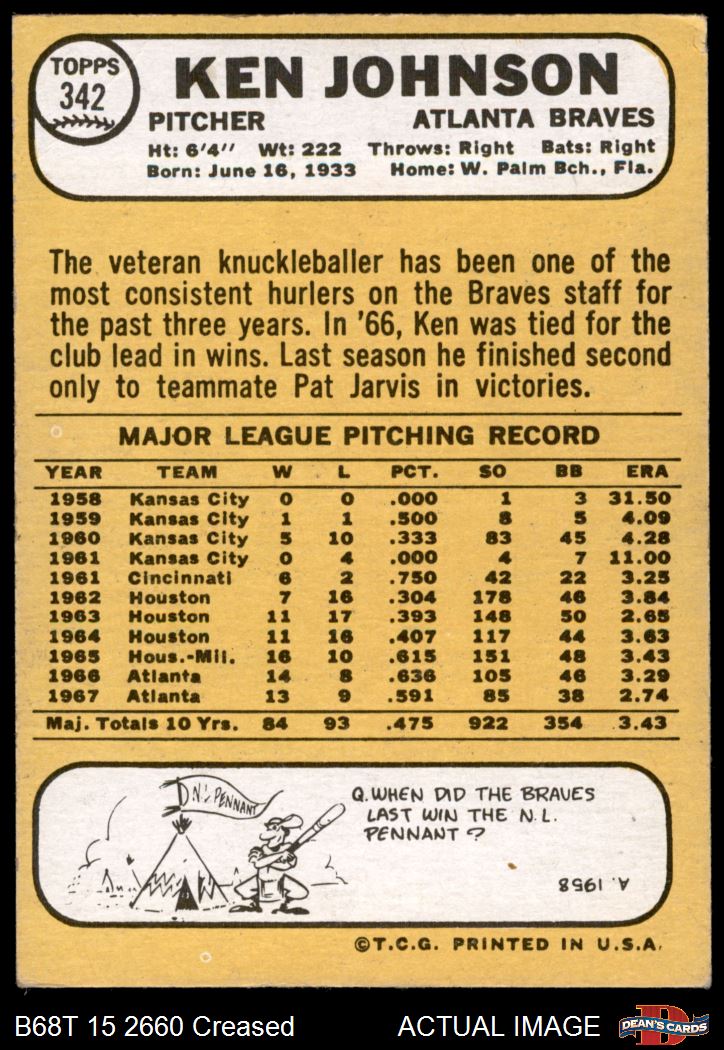 TOPPS
342
KEN JOHNSON
PITCHER ATLANTA BRAVES
Ht: 6'4" Wt: 222 Throws: Right Bats: Right
Born: June 16, 1933 Home: W. Palm Bch., Fla.
The veteran knuckleballer has been one of the
most consistent hurlers on the Braves staff for
the past three years. In '66, Ken was tied for the
club lead in wins. Last season he finished second
only to teammate Pat Jarvis in victories.
MAJOR LEAGUE PITCHING RECORD
YEAR TEAM W L PCT. SO BB ERA
1958 Kansas City 0 0 .000 1 3 31.50
1959 Kansas City 1 1 .500 8 5 4.09
1960 Kansas City 5 10 .333 83 45 4.28
1961 Kansas City 0 4 .000 4 7 11.00
1961 Cincinnati 6 2 .750 42 22 3.25
1962 Houston 7 16 .304 178 46 3.84
1963 Houston 11 17 .393 148 50 2.65
1964 Houston 11 16 .407 117 44 3.63
1965 Hous.-Mil. 16 10 .615 151 48 3.43
1966 Atlanta 14 8 .636 105 46 3.29
1967 Atlanta 13 9 .591 85 38 2.74
Maj. Totals 10 Yrs. 84 93 .475 922 354 3.43
N.L. PENNANT
Q. WHEN DID THE BRAVES
LAST WIN THE N.L.
PENNANT?
A. 1958
©T.C.G. PRINTED IN U.S.A.
B68T 15 2660 Creased ACTUAL IMAGE
D
DEAN'S CARDS